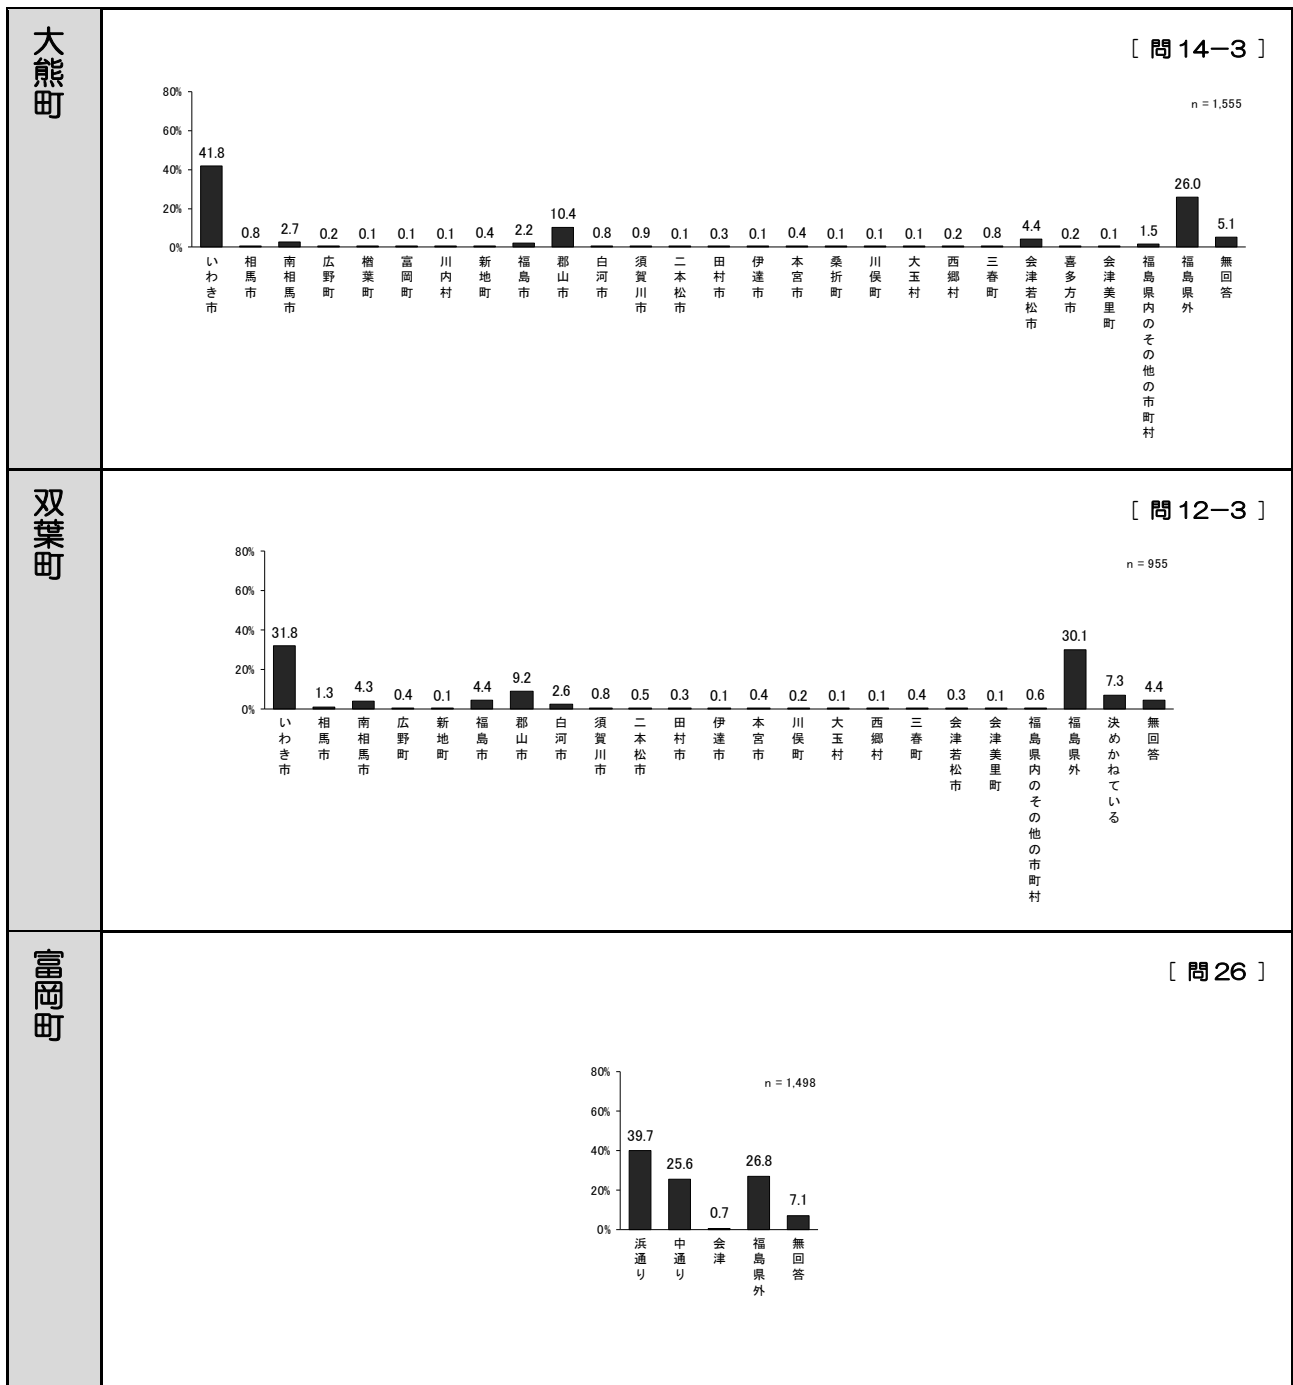 大熊町
［ 問14－3 ］
n = 1,555
80%
60%
40%
20%
0%
41.8
0.8
2.7
0.2
0.1
0.1
0.1
0.4
2.2
10.4
0.8
0.9
0.1
0.3
0.1
0.4
0.1
0.1
0.1
0.2
0.8
4.4
0.2
0.1
1.5
26.0
5.1
いわき市
相馬市
南相馬市
広野町
楢葉町
富岡町
川内村
新地町
福島市
郡山市
白河市
須賀川市
二本松市
田村市
伊達市
本宮市
桑折町
川俣町
大玉村
西郷村
三春町
会津若松市
喜多方市
会津美里町
福島県内のその他の市町村
福島県外
無回答
双葉町
［ 問12－3 ］
n = 955
80%
60%
40%
20%
0%
31.8
1.3
4.3
0.4
0.1
4.4
9.2
2.6
0.8
0.5
0.3
0.1
0.4
0.2
0.1
0.1
0.4
0.3
0.1
0.6
30.1
7.3
4.4
いわき市
相馬市
南相馬市
広野町
新地町
福島市
郡山市
白河市
須賀川市
二本松市
田村市
伊達市
本宮市
川俣町
大玉村
西郷村
三春町
会津若松市
会津美里町
福島県内のその他の市町村
福島県外
決めかねている
無回答
富岡町
［ 問26 ］
n = 1,498
80%
60%
40%
20%
0%
39.7
25.6
0.7
26.8
7.1
浜通り
中通り
会津
福島県外
無回答